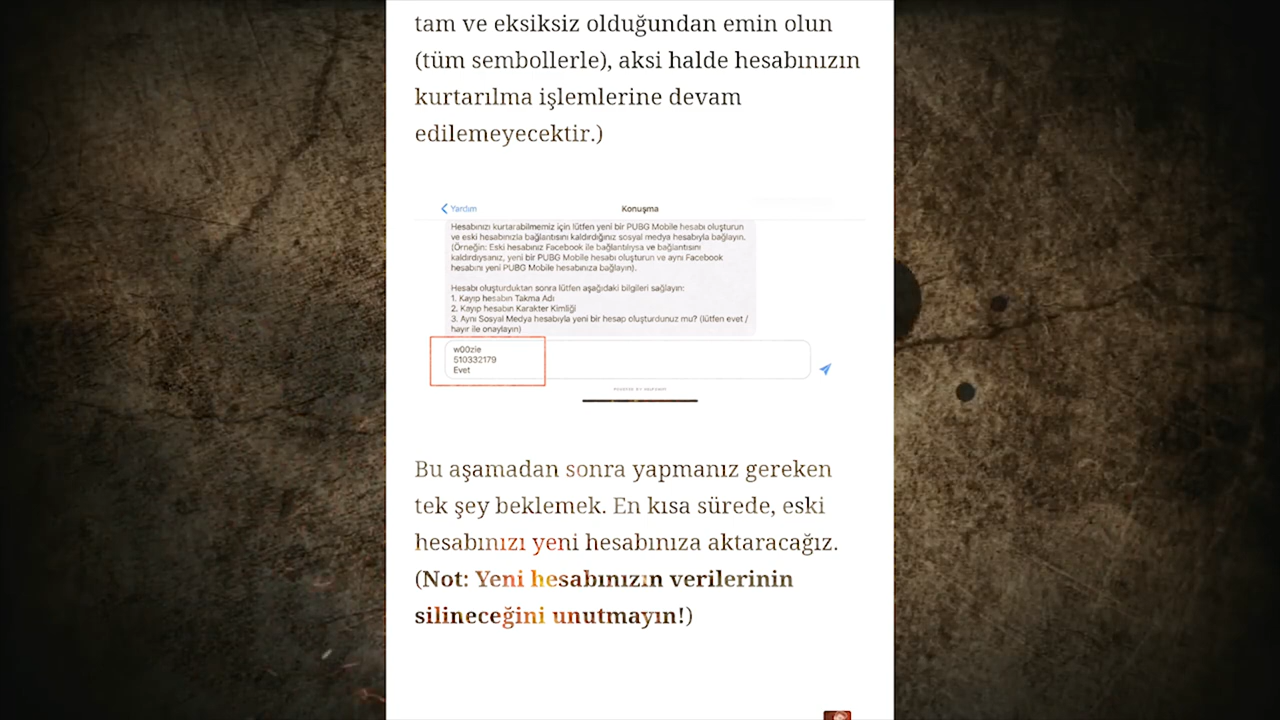 tam ve eksiksiz olduğundan emin olun
(tüm sembollerle), aksi halde hesabınızın
kurtarılma işlemlerine devam
edilemeyecektir.)
Yardım
Konuşma
Hesabınızı kurtarabilmemiz için lütfen yeni bir PUBG Mobile hesabı oluşturun
ve eski hesabınızla bağlantısını kaldırdığınız sosyal medya hesabıyla bağlayın.
(Örneğin: Eski hesabınız Facebook ile bağlantılıysa ve bağlantısını
kaldırdıysanız, yeni bir PUBG Mobile hesabı oluşturun ve aynı Facebook
hesabını yeni PUBG Mobile hesabınıza bağlayın).
Hesabı oluşturduktan sonra lütfen aşağıdaki bilgileri sağlayın:
1. Kayıp hesabın Takma Adı
2. Kayıp hesabın Karakter Kimliği
3. Aynı Sosyal Medya hesabıyla yeni bir hesap oluşturdunuz mu? (lütfen evet /
hayır ile onaylayın)
w00zie
510332179
Evet
POWERED BY
Bu aşamadan sonra yapmanız gereken
tek şey beklemek. En kısa sürede, eski
hesabınızı yeni hesabınıza aktaracağız.
(Not: Yeni hesabınızın verilerinin
silineceğini unutmayın!)